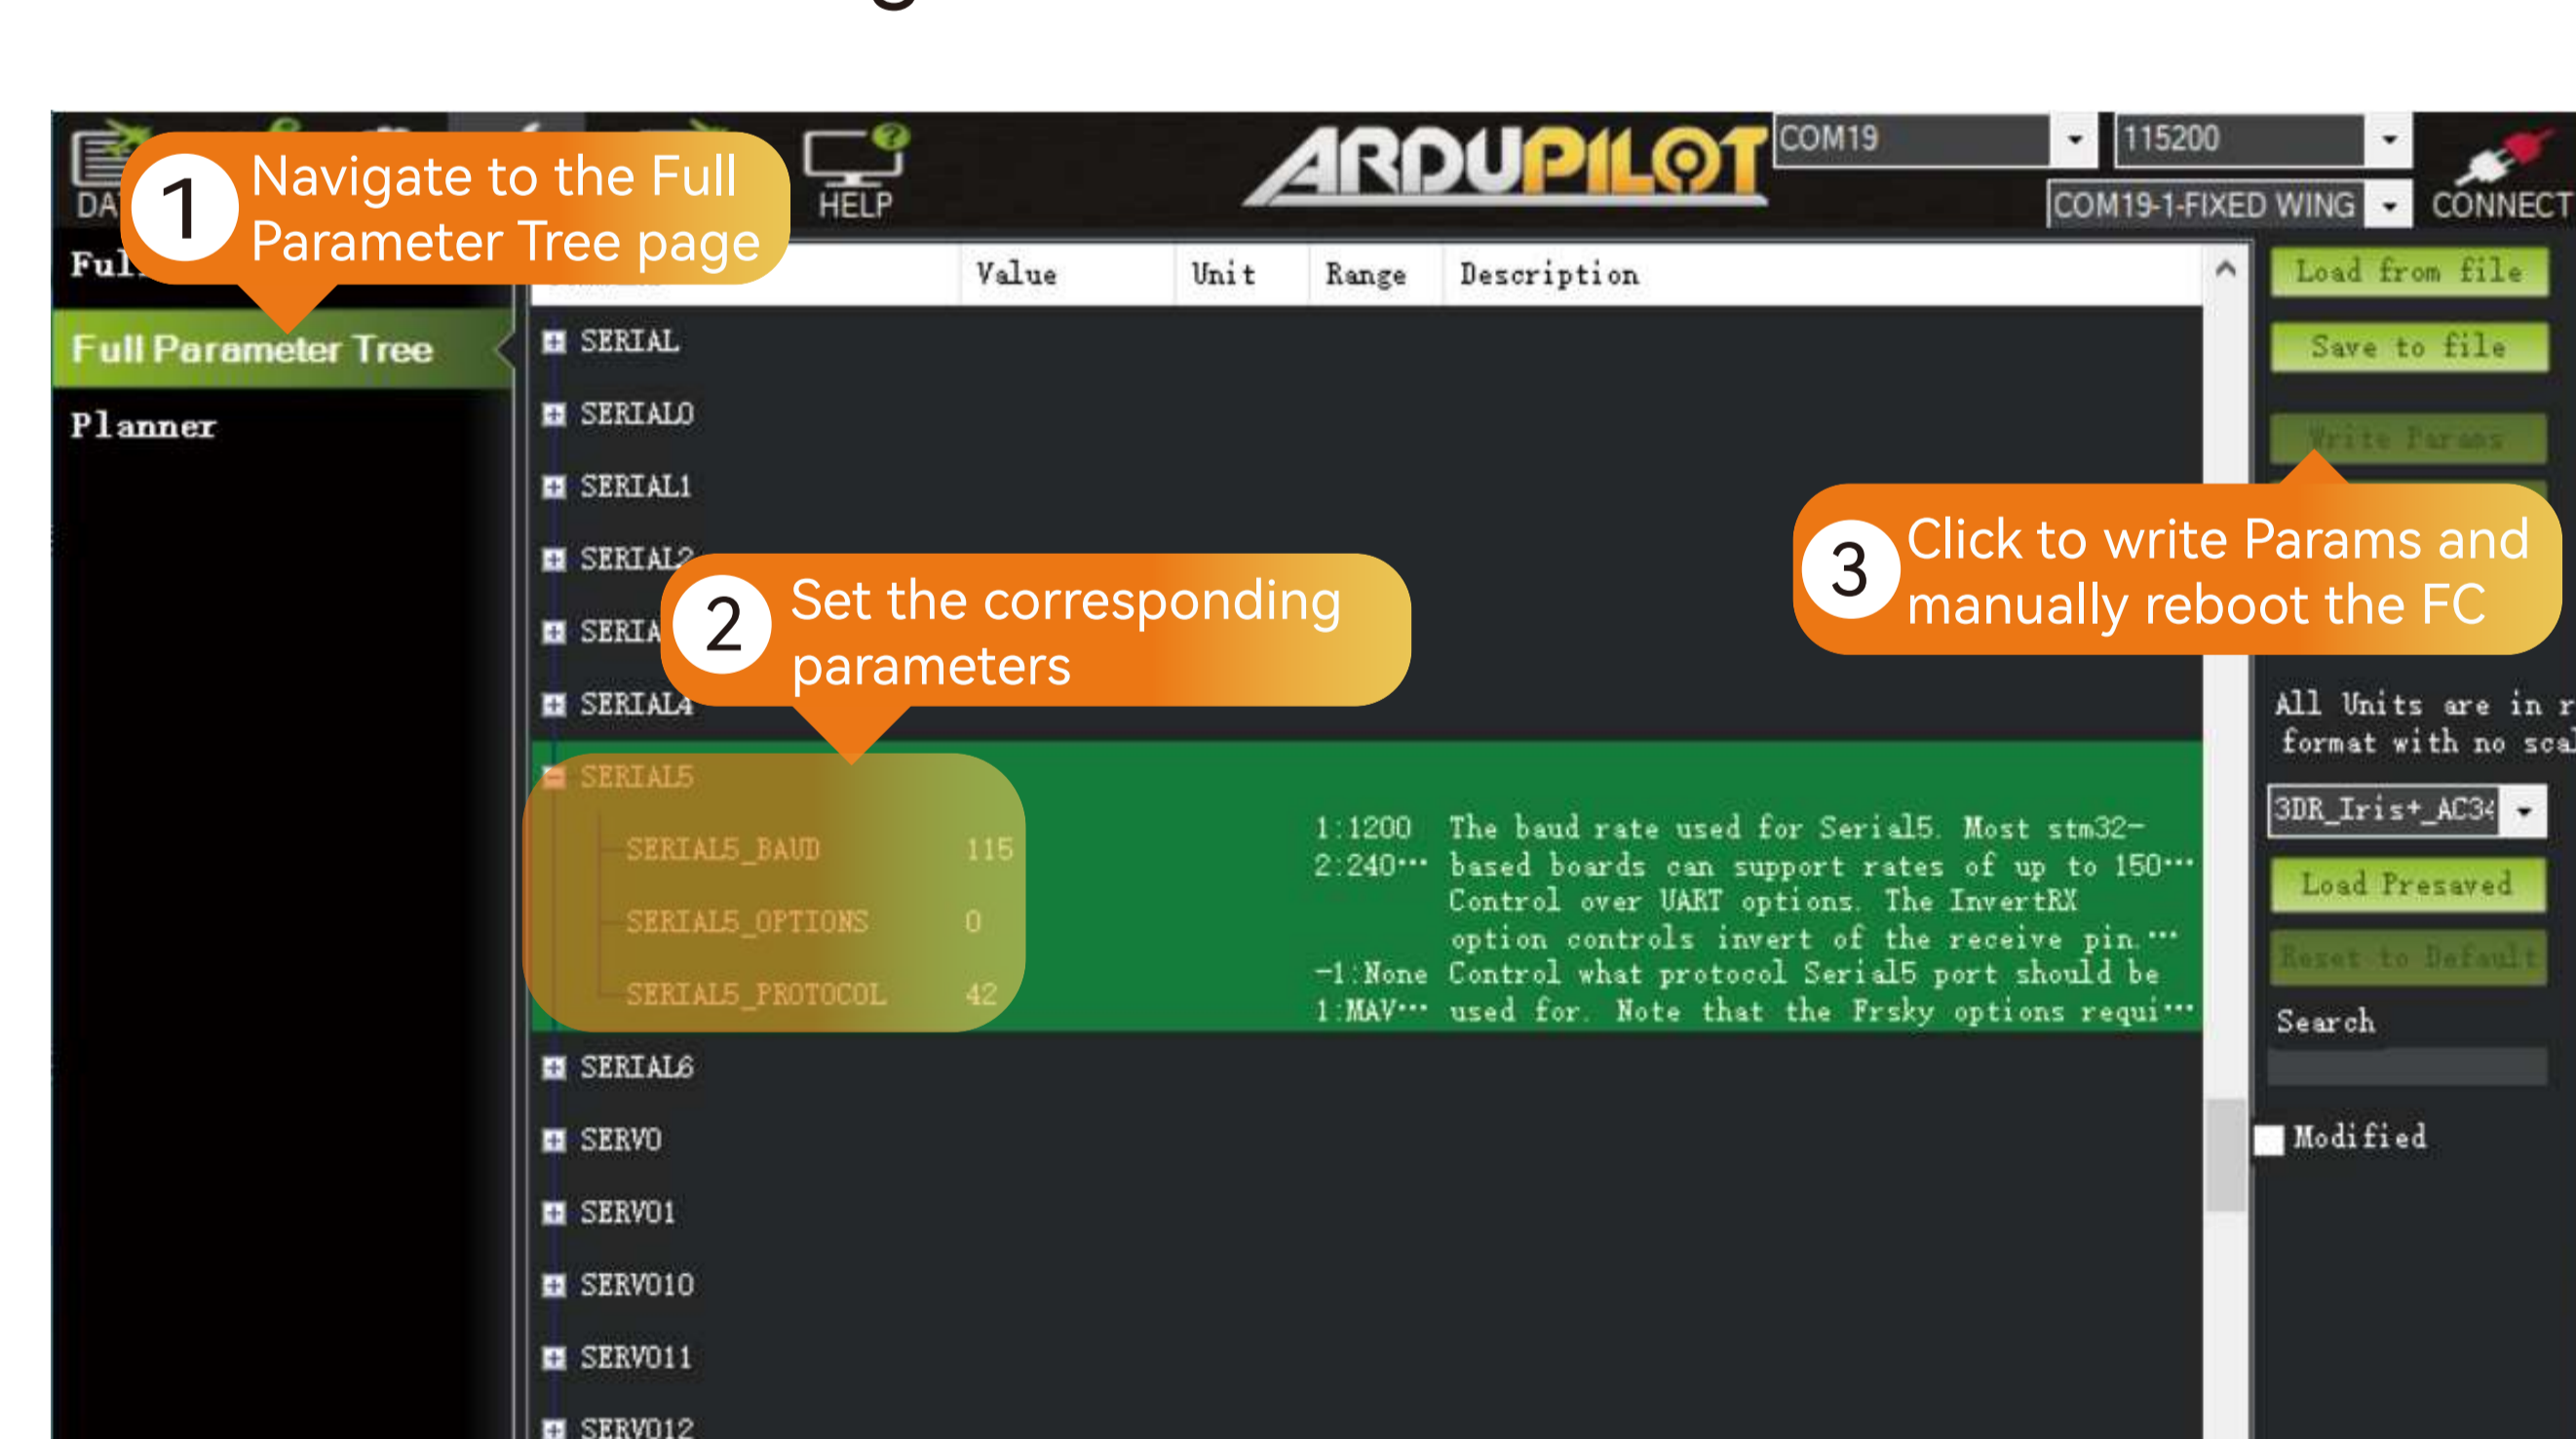 1 Navigate to the Full
Parameter Tree page
HELP
ARDUPILOT
COM19
115200
COM19-1-FIXED WING
CONNECT
Value Unit Range Description
Load from file
Full Parameter Tree
SERIAL
Save to file
Planner
SERIAL0
Write Params
SERIAL1
3 Click to write Params and
manually reboot the FC
SERIAL2
2 Set the corresponding
parameters
SERIAL4
All Units are in
format with no
SERIAL5
3DR_Iris+_AC34
SERIAL5_BAUD 115
1:1200 The baud rate used for Serial5. Most stm32-
2:240… based boards can support rates of up to 150…
Load Presaved
SERIAL5_OPTIONS 0
Control over UART options. The InvertRX
option controls invert of the receive pin.…
Reset to Default
SERIAL5_PROTOCOL 42
-1:None Control what protocol Serial5 port should be
1:MAV… used for. Note that the Frsky options requi…
Search
SERIAL6
SERVO
Modified
SERVO1
SERVO10
SERVO11
SERVO12